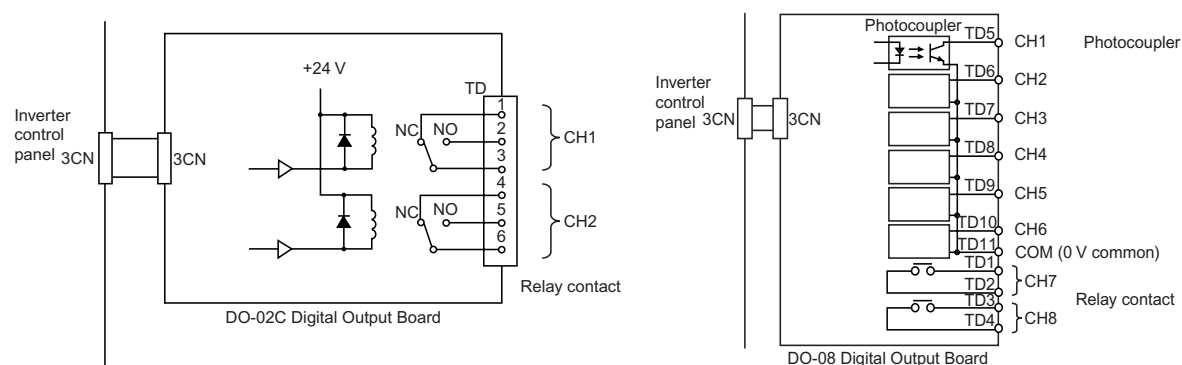 +24 V
Inverter
control
panel 3CN
3CN
TD
1
2
3
4
5
6
NC
NO
NC
NO
CH1
CH2
Relay contact
DO-02C Digital Output Board
Photocoupler
Inverter
control
panel 3CN
3CN
TD5
CH1
Photocoupler
TD6
CH2
TD7
CH3
TD8
CH4
TD9
CH5
TD10
CH6
TD11
COM (0 V common)
TD1
TD2
CH7
Relay contact
TD3
TD4
CH8
DO-08 Digital Output Board